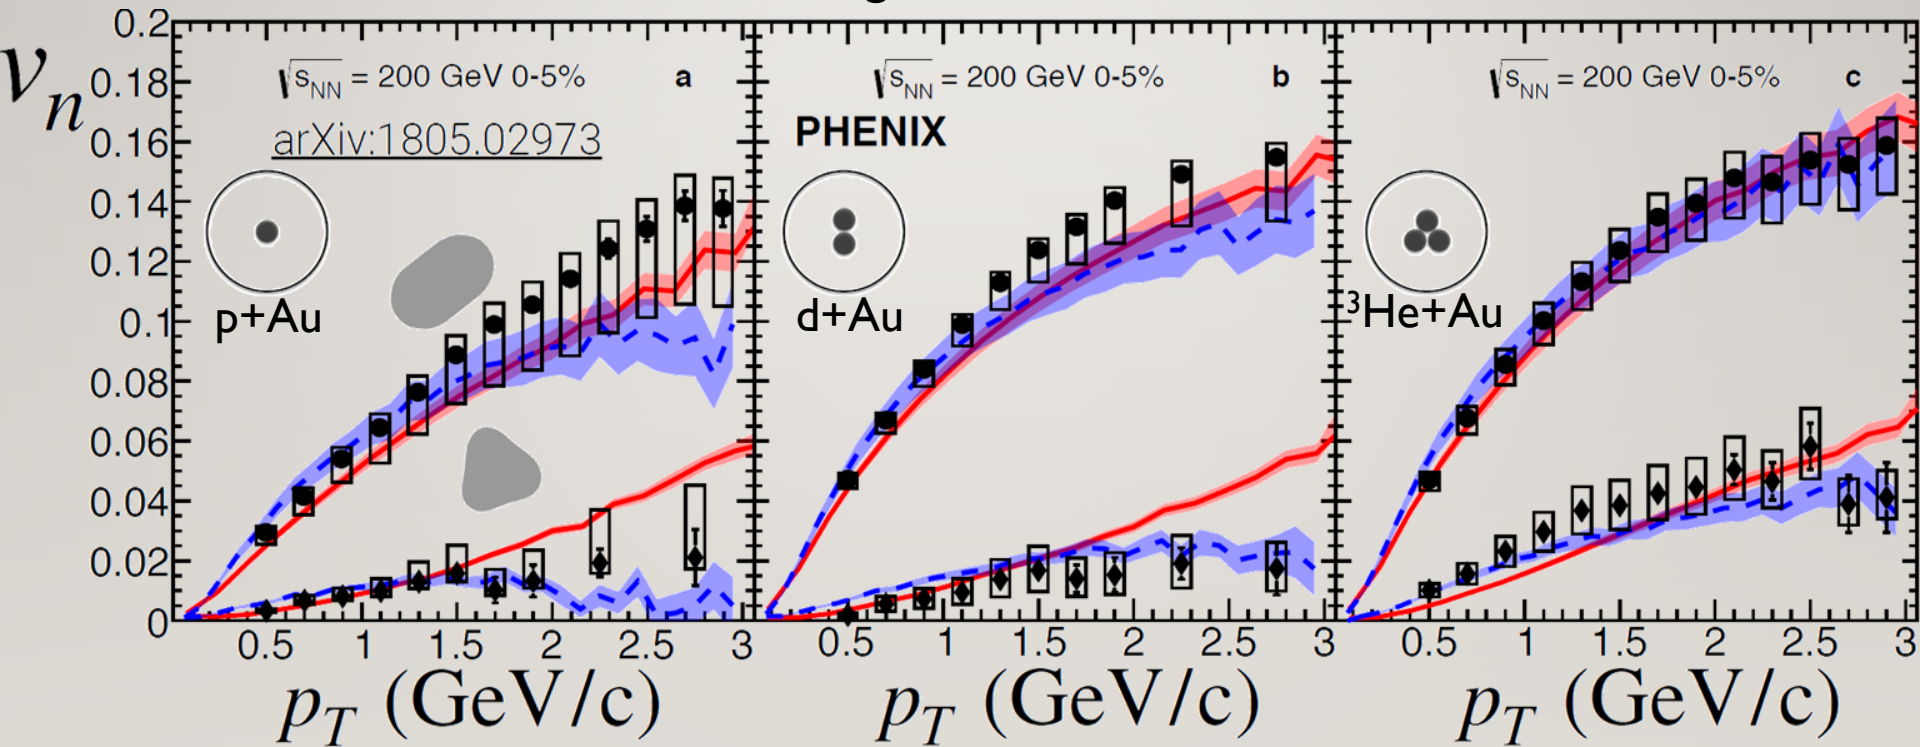 v_n
0.2
0.18
0.16
0.14
0.12
0.1
0.08
0.06
0.04
0.02
0
√s_NN = 200 GeV 0-5% a
arXiv:1805.02973
p+Au
0.5 1 1.5 2 2.5 3
p_T (GeV/c)
√s_NN = 200 GeV 0-5% b
PHENIX
d+Au
0.5 1 1.5 2 2.5 3
p_T (GeV/c)
√s_NN = 200 GeV 0-5% c
³He+Au
0.5 1 1.5 2 2.5 3
p_T (GeV/c)